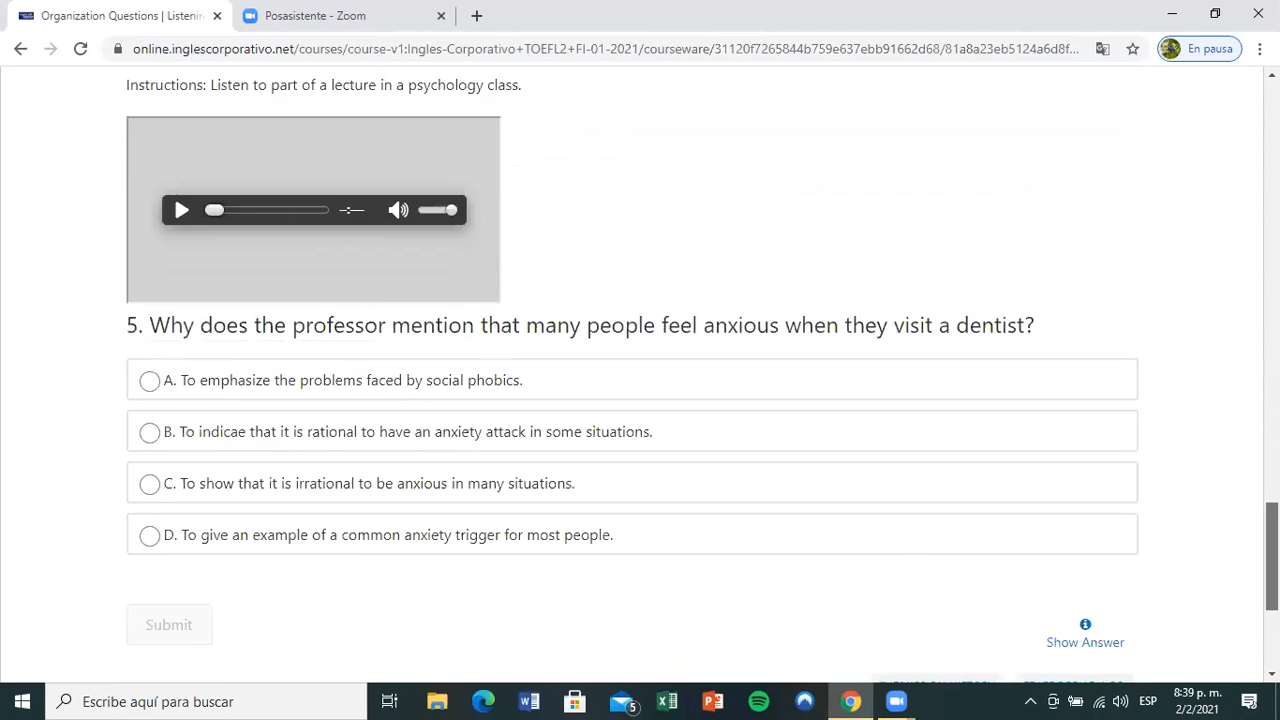 Organization Questions | Listenin
Posasistente - Zoom
online.inglescorporativo.net/courses/course-v1:Ingles-Corporativo+TOEFL2+FI-01-2021/courseware/31120f7265844b759e637ebb91662d68/81a8a23eb5124a6d8f...
En pausa
Instructions: Listen to part of a lecture in a psychology class.
5. Why does the professor mention that many people feel anxious when they visit a dentist?
A. To emphasize the problems faced by social phobics.
B. To indicae that it is rational to have an anxiety attack in some situations.
C. To show that it is irrational to be anxious in many situations.
D. To give an example of a common anxiety trigger for most people.
Submit
Show Answer
Escribe aquí para buscar
5
ESP
8:39 p. m.
2/2/2021